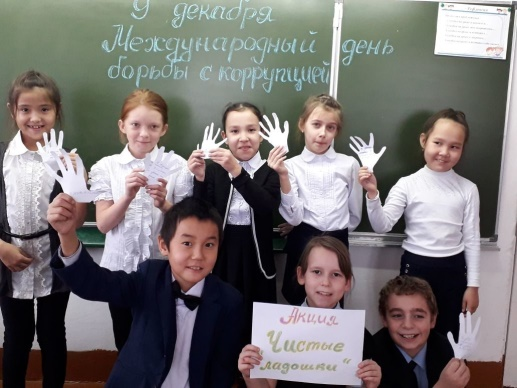 9 декабря
Международный день
борьбы с коррупцией
Акция
Чистые
ладошки"